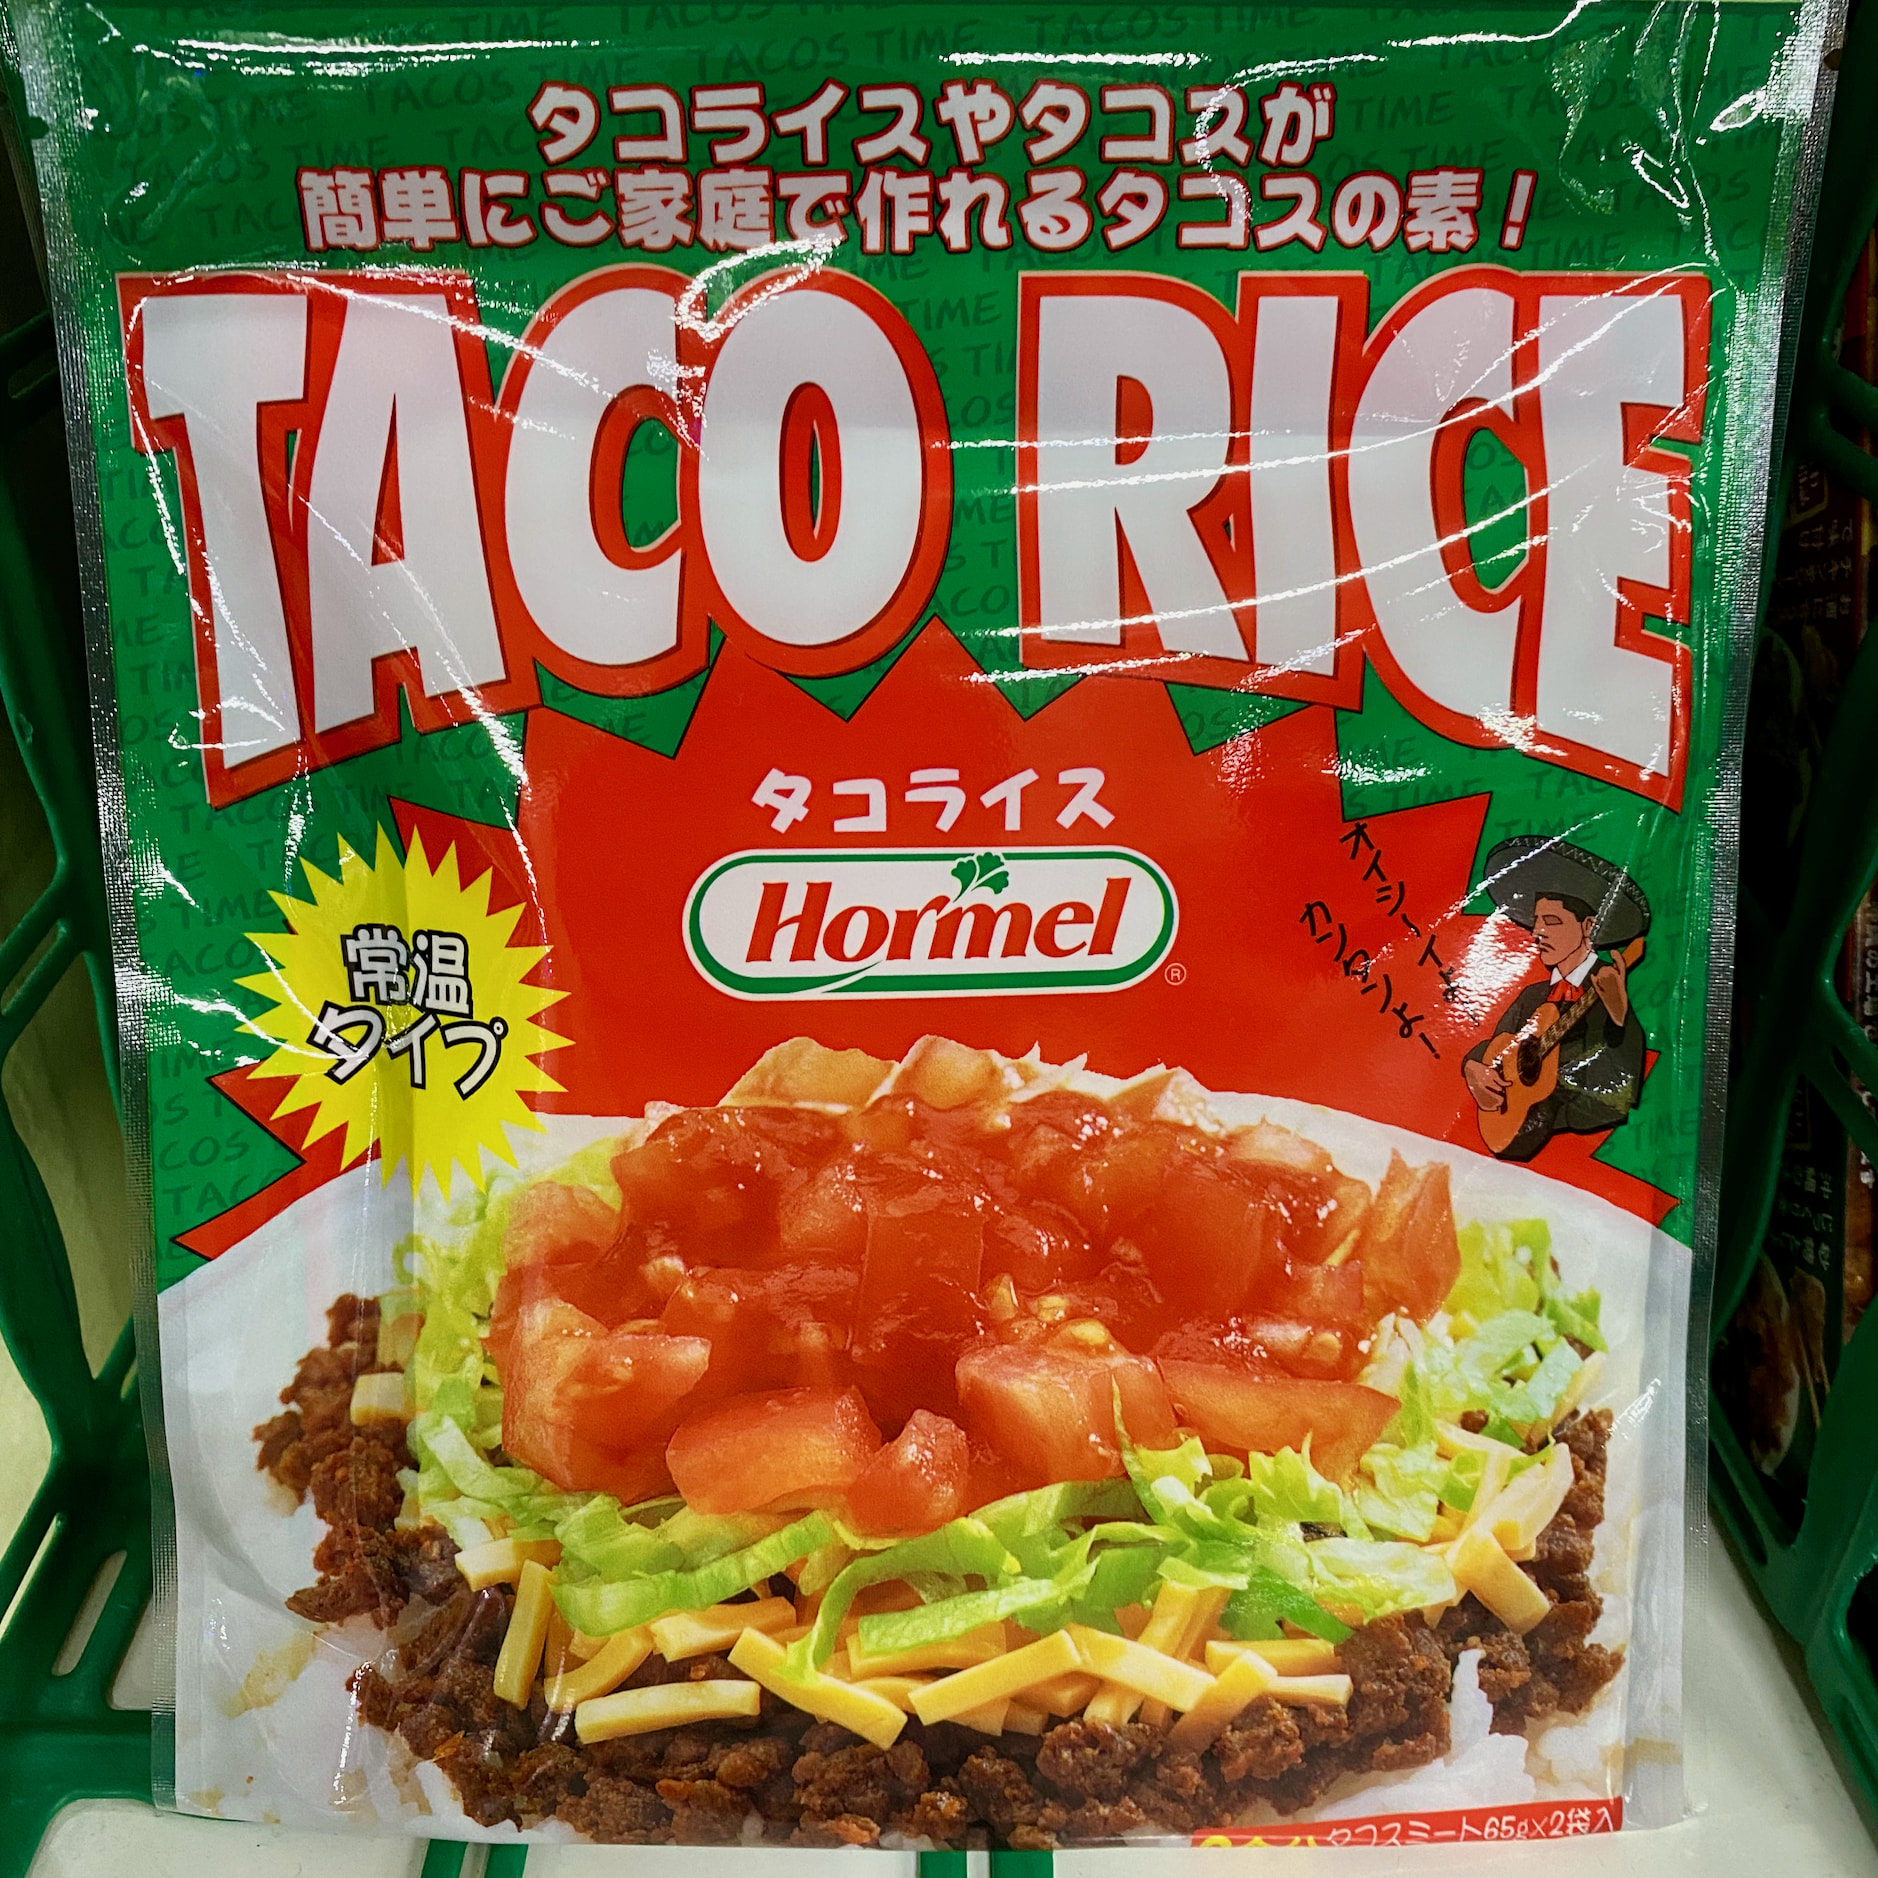 タコライスやタコスが
簡単にご家庭で作れるタコスの素！
TACO RICE
タコライス
Hormel
®
常温
タイプ
オイシーイよ
カンタンよー!
タコスミート65g×2袋入
TACOS TIME